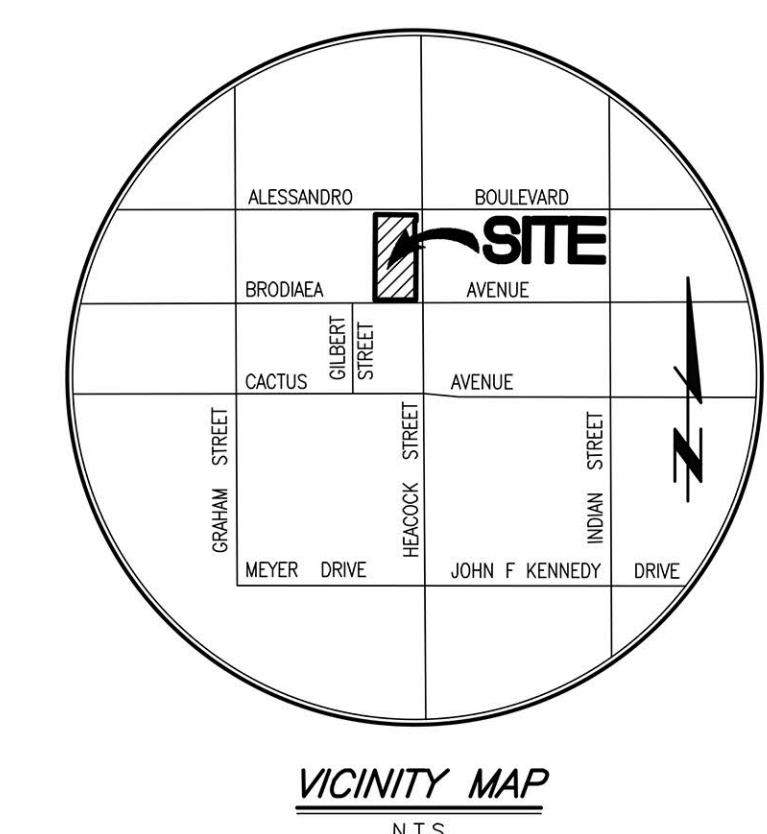 ALESSANDRO BOULEVARD
SITE
BRODIAEA AVENUE
GILBERT
STREET
CACTUS AVENUE
GRAHAM STREET
HEACOCK STREET
INDIAN STREET
MEYER DRIVE JOHN F KENNEDY DRIVE
N
VICINITY MAP
N.T.S.